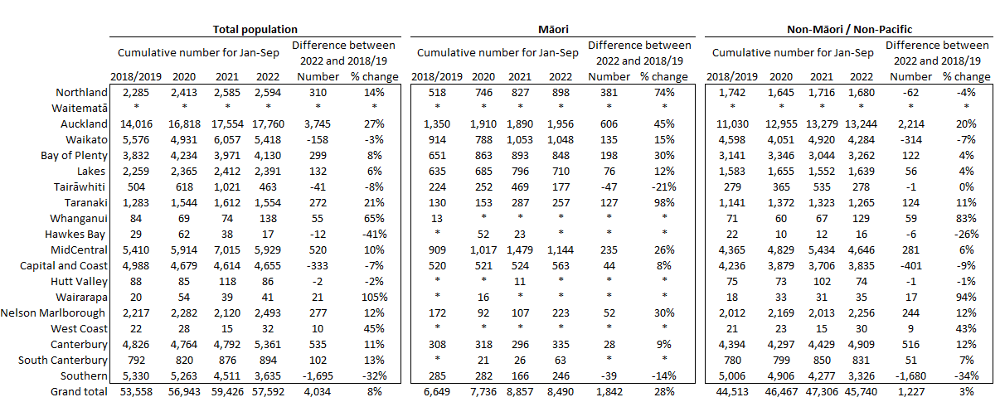 Total population Māori Non-Māori / Non-Pacific
Cumulative number for Jan-Sep Difference between 2022 and 2018/19 Cumulative number for Jan-Sep Difference between 2022 and 2018/19 Cumulative number for Jan-Sep Difference between 2022 and 2018/19
2018/2019 2020 2021 2022 Number % change 2018/2019 2020 2021 2022 Number % change 2018/2019 2020 2021 2022 Number % change
Northland 2,285 2,413 2,585 2,594 310 14% 518 746 827 898 381 74% 1,742 1,645 1,716 1,680 -62 -4%
Waitematā * * * * * * * * * * * * * * * * * *
Auckland 14,016 16,818 17,554 17,760 3,745 27% 1,350 1,910 1,890 1,956 606 45% 11,030 12,955 13,279 13,244 2,214 20%
Waikato 5,576 4,931 6,057 5,418 -158 -3% 914 788 1,053 1,048 135 15% 4,598 4,051 4,920 4,284 -314 -7%
Bay of Plenty 3,832 4,234 3,971 4,130 299 8% 651 863 893 848 198 30% 3,141 3,346 3,044 3,262 122 4%
Lakes 2,259 2,365 2,412 2,391 132 6% 635 685 796 710 76 12% 1,583 1,655 1,552 1,639 56 4%
Tairāwhiti 504 618 1,021 463 -41 -8% 224 252 469 177 -47 -21% 279 365 535 278 -1 0%
Taranaki 1,283 1,544 1,612 1,554 272 21% 130 153 287 257 127 98% 1,141 1,372 1,323 1,265 124 11%
Whanganui 84 69 74 138 55 65% 13 * * * * * 71 60 67 129 59 83%
Hawkes Bay 29 62 38 17 -12 -41% * 52 23 * * * 22 10 12 16 -6 -26%
MidCentral 5,410 5,914 7,015 5,929 520 10% 909 1,017 1,479 1,144 235 26% 4,365 4,829 5,434 4,646 281 6%
Capital and Coast 4,988 4,679 4,614 4,655 -333 -7% 520 521 524 563 44 8% 4,236 3,879 3,706 3,835 -401 -9%
Hutt Valley 88 85 118 86 -2 -2% * * 11 * * * 75 73 102 74 -1 -1%
Wairarapa 20 54 39 41 21 105% * 16 * * * * 18 33 31 35 17 94%
Nelson Marlborough 2,217 2,282 2,120 2,493 277 12% 172 92 107 223 52 30% 2,012 2,169 2,013 2,256 244 12%
West Coast 22 28 15 32 10 45% * * * * * * 21 23 15 30 9 43%
Canterbury 4,826 4,764 4,792 5,361 535 11% 308 318 296 335 28 9% 4,394 4,297 4,429 4,909 516 12%
South Canterbury 792 820 876 894 102 13% * 21 26 63 * * 780 799 850 831 51 7%
Southern 5,330 5,263 4,511 3,635 -1,695 -32% 285 282 166 246 -39 -14% 5,006 4,906 4,277 3,326 -1,680 -34%
Grand total 53,558 56,943 59,426 57,592 4,034 8% 6,649 7,736 8,857 8,490 1,842 28% 44,513 46,467 47,306 45,740 1,227 3%